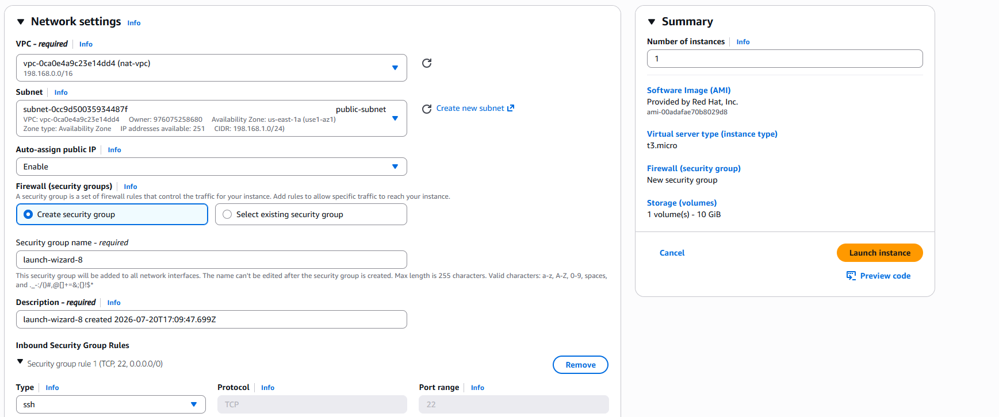 Network settings Info
VPC - required Info
vpc-0ca0e4a9c23e14dd4 (nat-vpc)
198.168.0.0/16
Subnet Info
subnet-0cc9d50035934487f public-subnet
VPC: vpc-0ca0e4a9c23e14dd4 Owner: 976075258680 Availability Zone: us-east-1a (use1-az1)
Zone type: Availability Zone IP addresses available: 251 CIDR: 198.168.1.0/24)
Create new subnet
Auto-assign public IP Info
Enable
Firewall (security groups) Info
A security group is a set of firewall rules that control the traffic for your instance. Add rules to allow specific traffic to reach your instance.
Create security group
Select existing security group
Security group name - required
launch-wizard-8
This security group will be added to all network interfaces. The name can't be edited after the security group is created. Max length is 255 characters. Valid characters: a-z, A-Z, 0-9, spaces,
and ._-:/()#,@[]+=&;{}!$*
Description - required Info
launch-wizard-8 created 2026-07-20T17:09:47.699Z
Inbound Security Group Rules
Security group rule 1 (TCP, 22, 0.0.0.0/0)
Remove
Type Info
ssh
Protocol Info
TCP
Port range Info
22
Summary
Number of instances Info
1
Software Image (AMI)
Provided by Red Hat, Inc.
ami-00adafae70b8029d8
Virtual server type (instance type)
t3.micro
Firewall (security group)
New security group
Storage (volumes)
1 volume(s) - 10 GiB
Cancel
Launch instance
Preview code